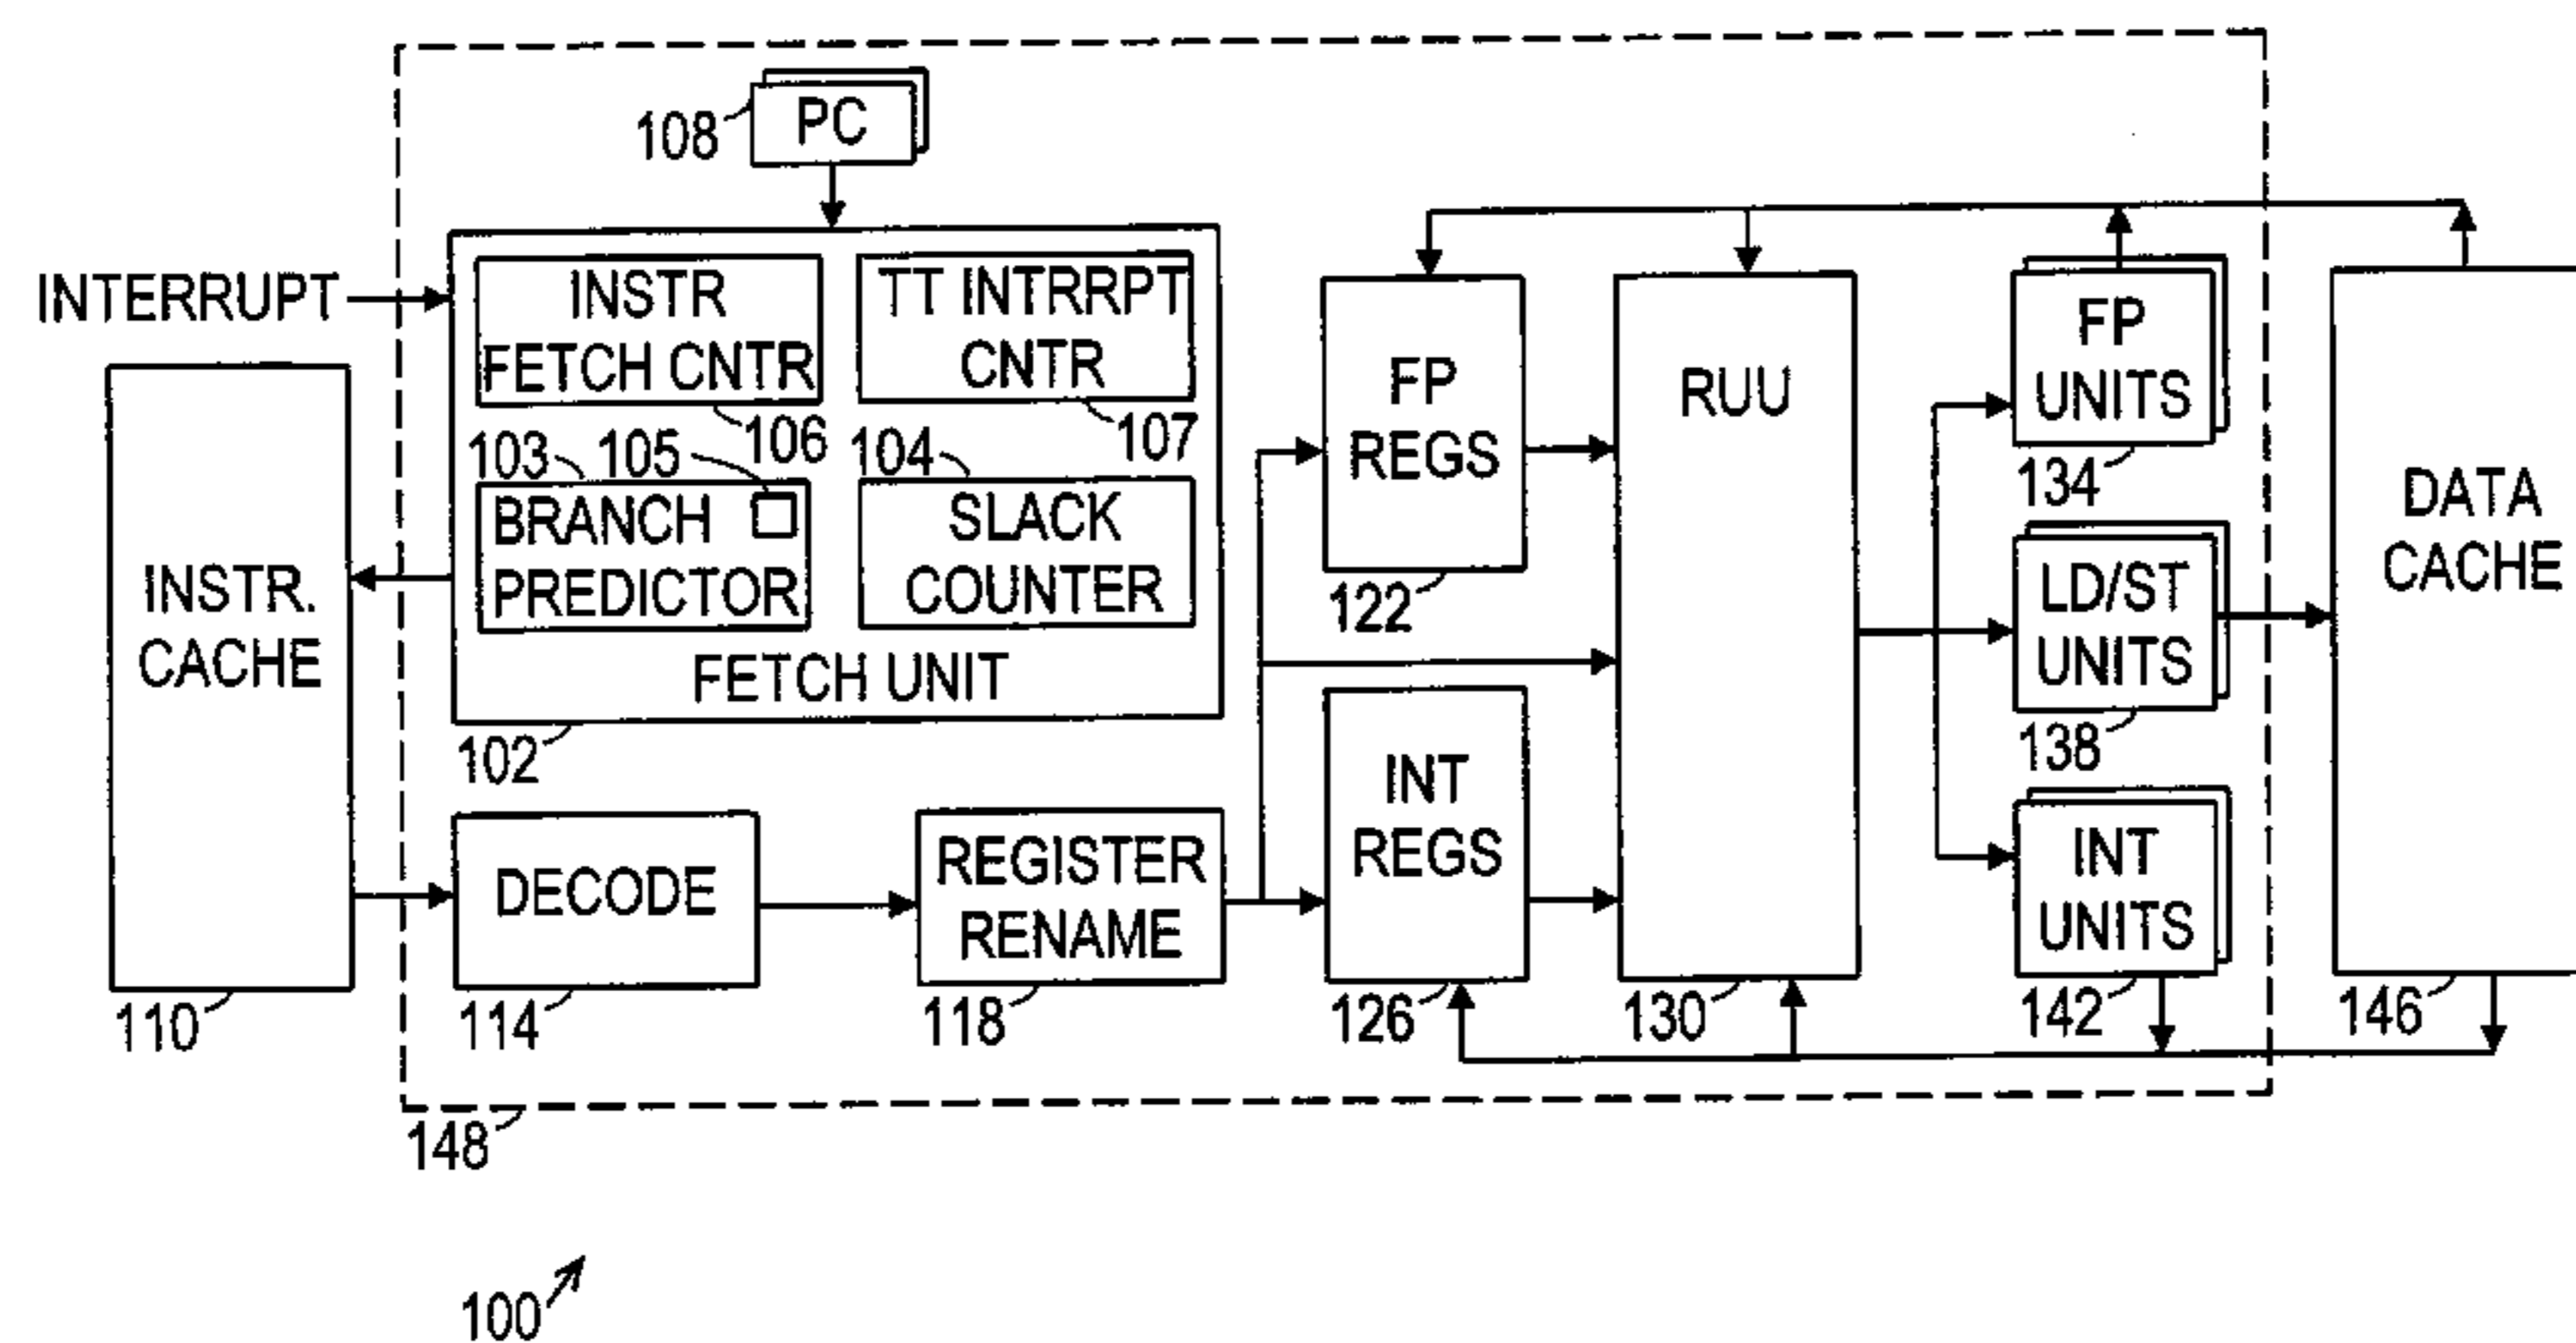 PC
108
INTERRUPT
INSTR
FETCH CNTR
106
TT INTRRPT
CNTR
107
103
105
BRANCH
PREDICTOR
104
SLACK
COUNTER
FETCH UNIT
102
INSTR.
CACHE
110
DECODE
114
REGISTER
RENAME
118
FP
REGS
122
INT
REGS
126
RUU
130
FP
UNITS
134
LD/ST
UNITS
138
INT
UNITS
142
DATA
CACHE
146
148
100